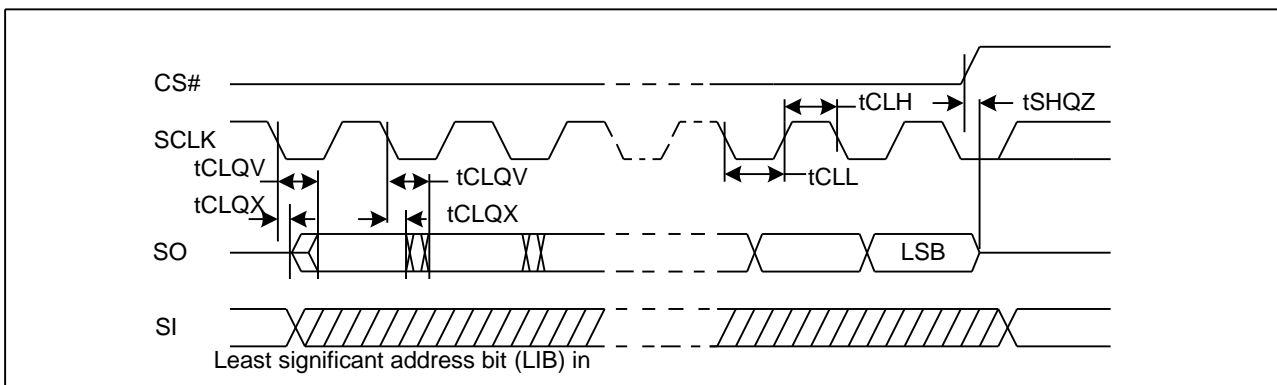 CS#
tCLH
tSHQZ
SCLK
tCLQV
tCLQV
tCLL
tCLQX
tCLQX
SO
LSB
SI
Least significant address bit (LIB) in